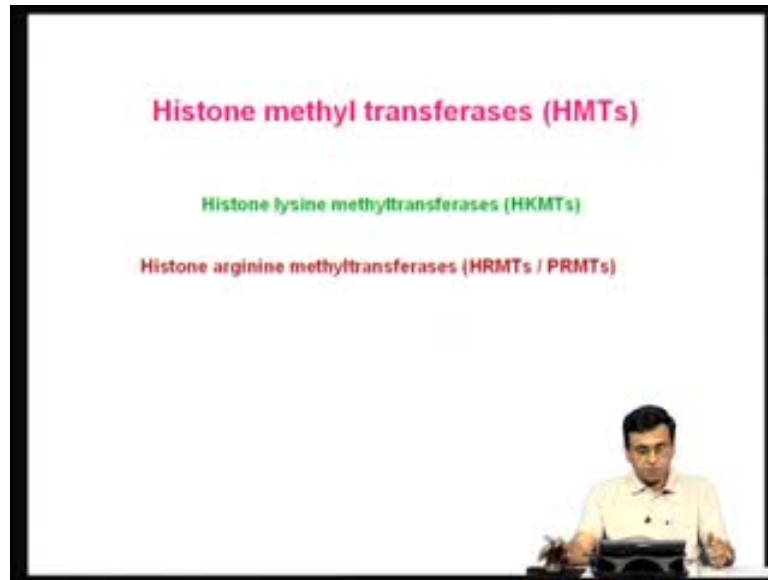 Histone methyl transferases (HMTs)
Histone lysine methyltransferases (HKMTs)
Histone arginine methyltransferases (HRMTs / PRMTs)